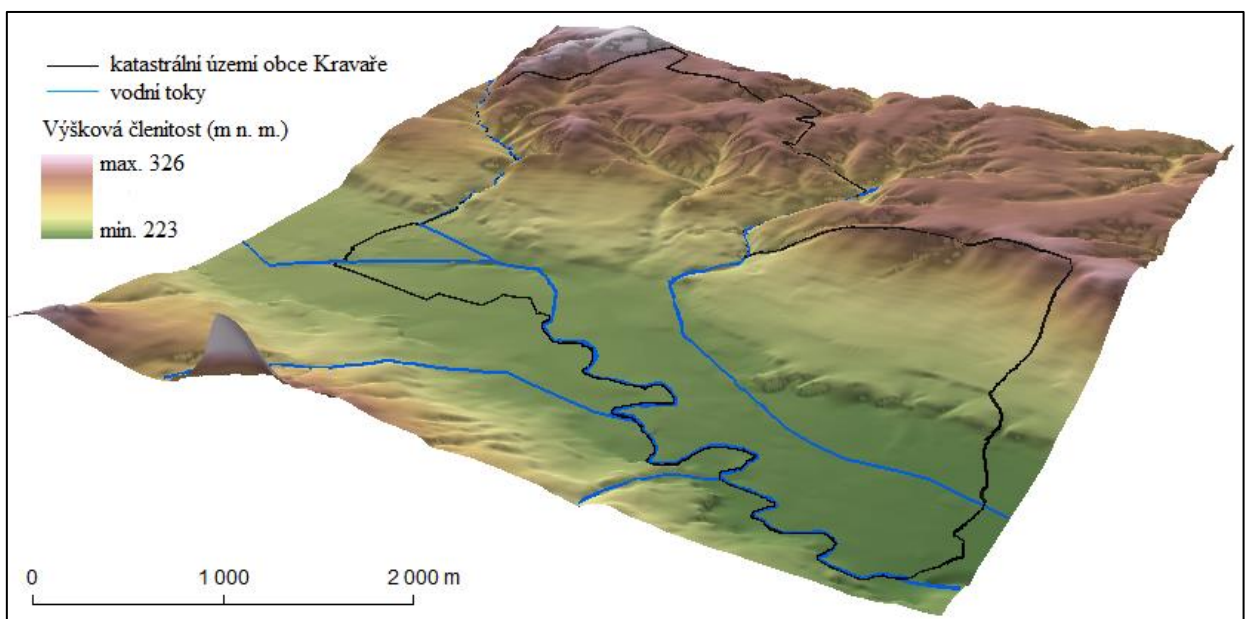 katastrální území obce Kravaře
vodní toky
Výšková členitost (m n. m.)
max. 326
min. 223
0 1 000 2 000 m